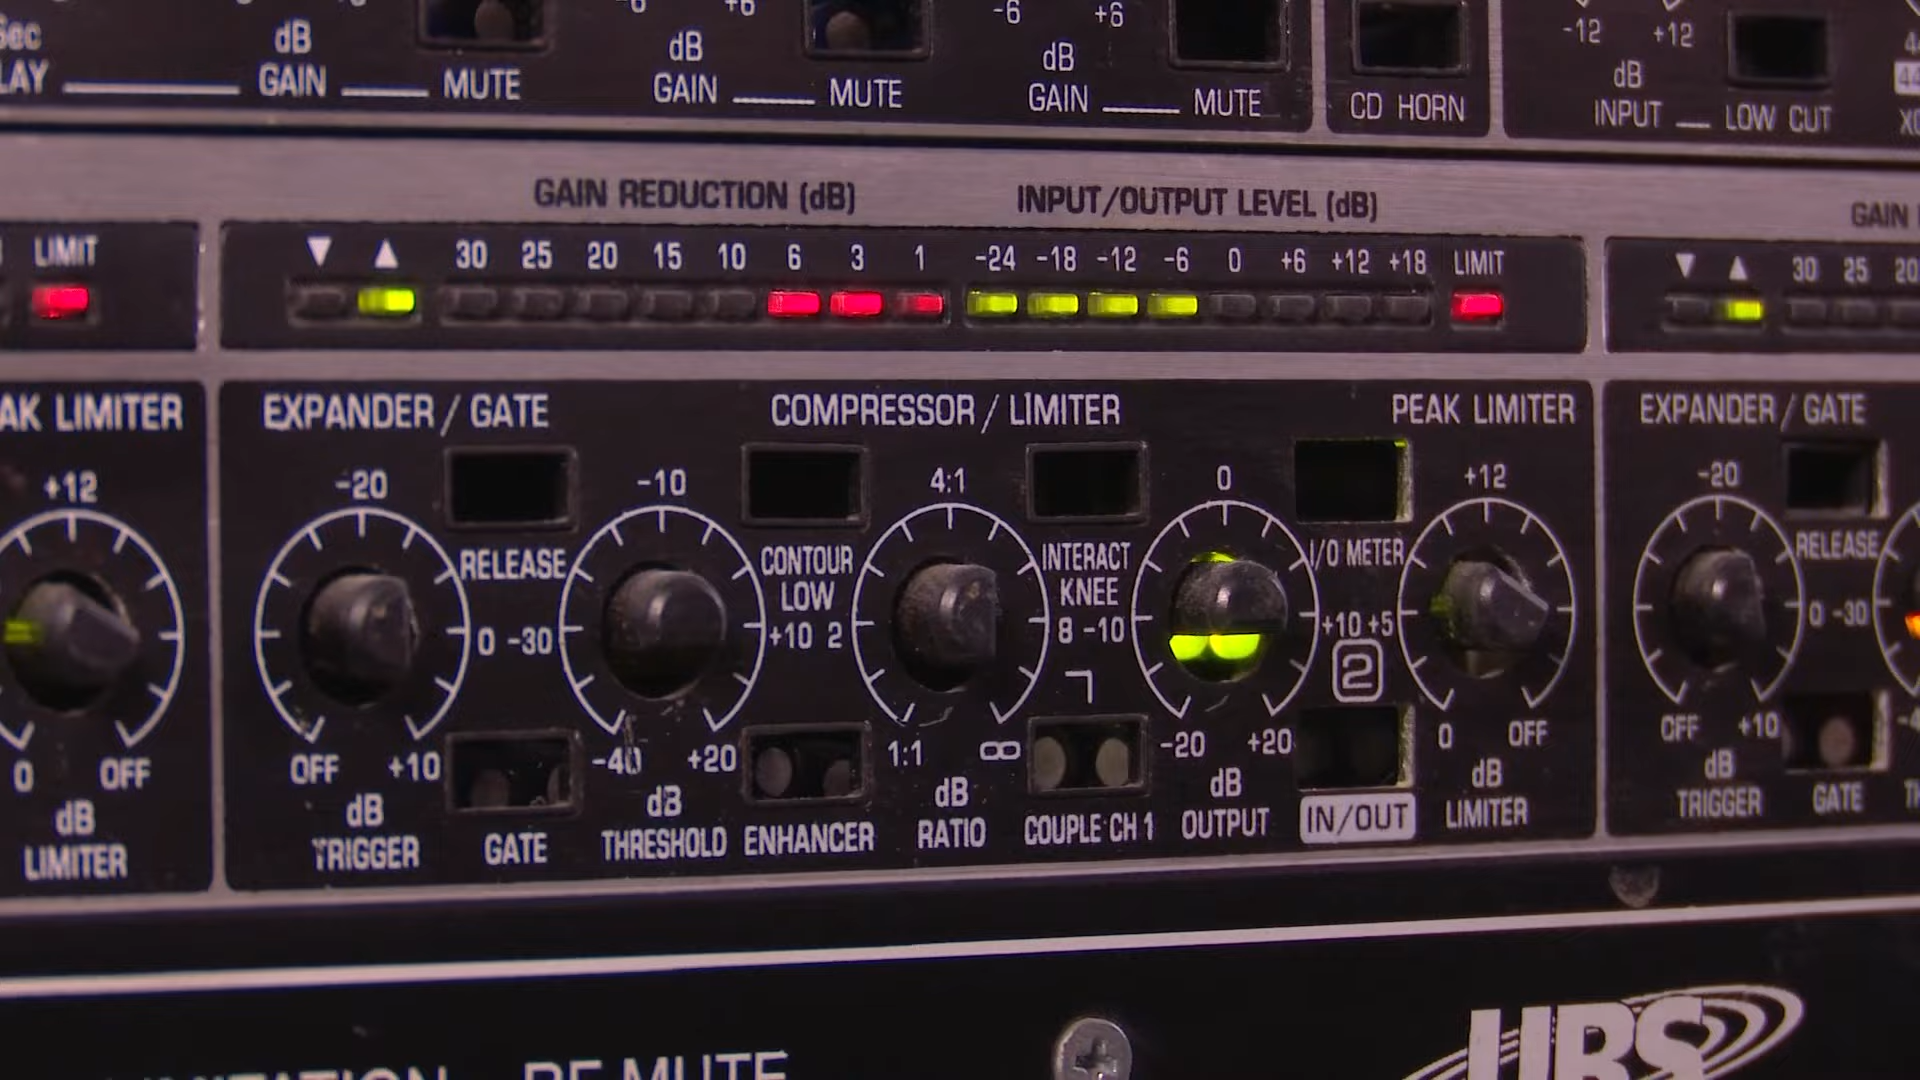 -6 +6 -6 +6 -12 +12
Sec dB dB dB dB
LAY GAIN MUTE GAIN MUTE GAIN MUTE CD HORN INPUT LOW CUT
GAIN REDUCTION (dB) INPUT/OUTPUT LEVEL (dB) GAIN
LIMIT ▼ ▲ 30 25 20 15 10 6 3 1 -24 -18 -12 -6 0 +6 +12 +18 LIMIT ▼ ▲ 30 25 20
AK LIMITER EXPANDER / GATE COMPRESSOR / LIMITER PEAK LIMITER EXPANDER / GATE
+12 -20 -10 4:1 0 +12 -20
RELEASE CONTOUR INTERACT I/O METER RELEASE
LOW KNEE
0 -30 +10 2 8 -10 +10 +5 0 -30
2
0 OFF OFF +10 -40 +20 1:1 ∞ -20 +20 0 OFF OFF +10
dB dB dB dB dB dB dB
LIMITER TRIGGER GATE THRESHOLD ENHANCER RATIO COUPLE CH 1 OUTPUT IN/OUT LIMITER TRIGGER GATE
RF MUTE